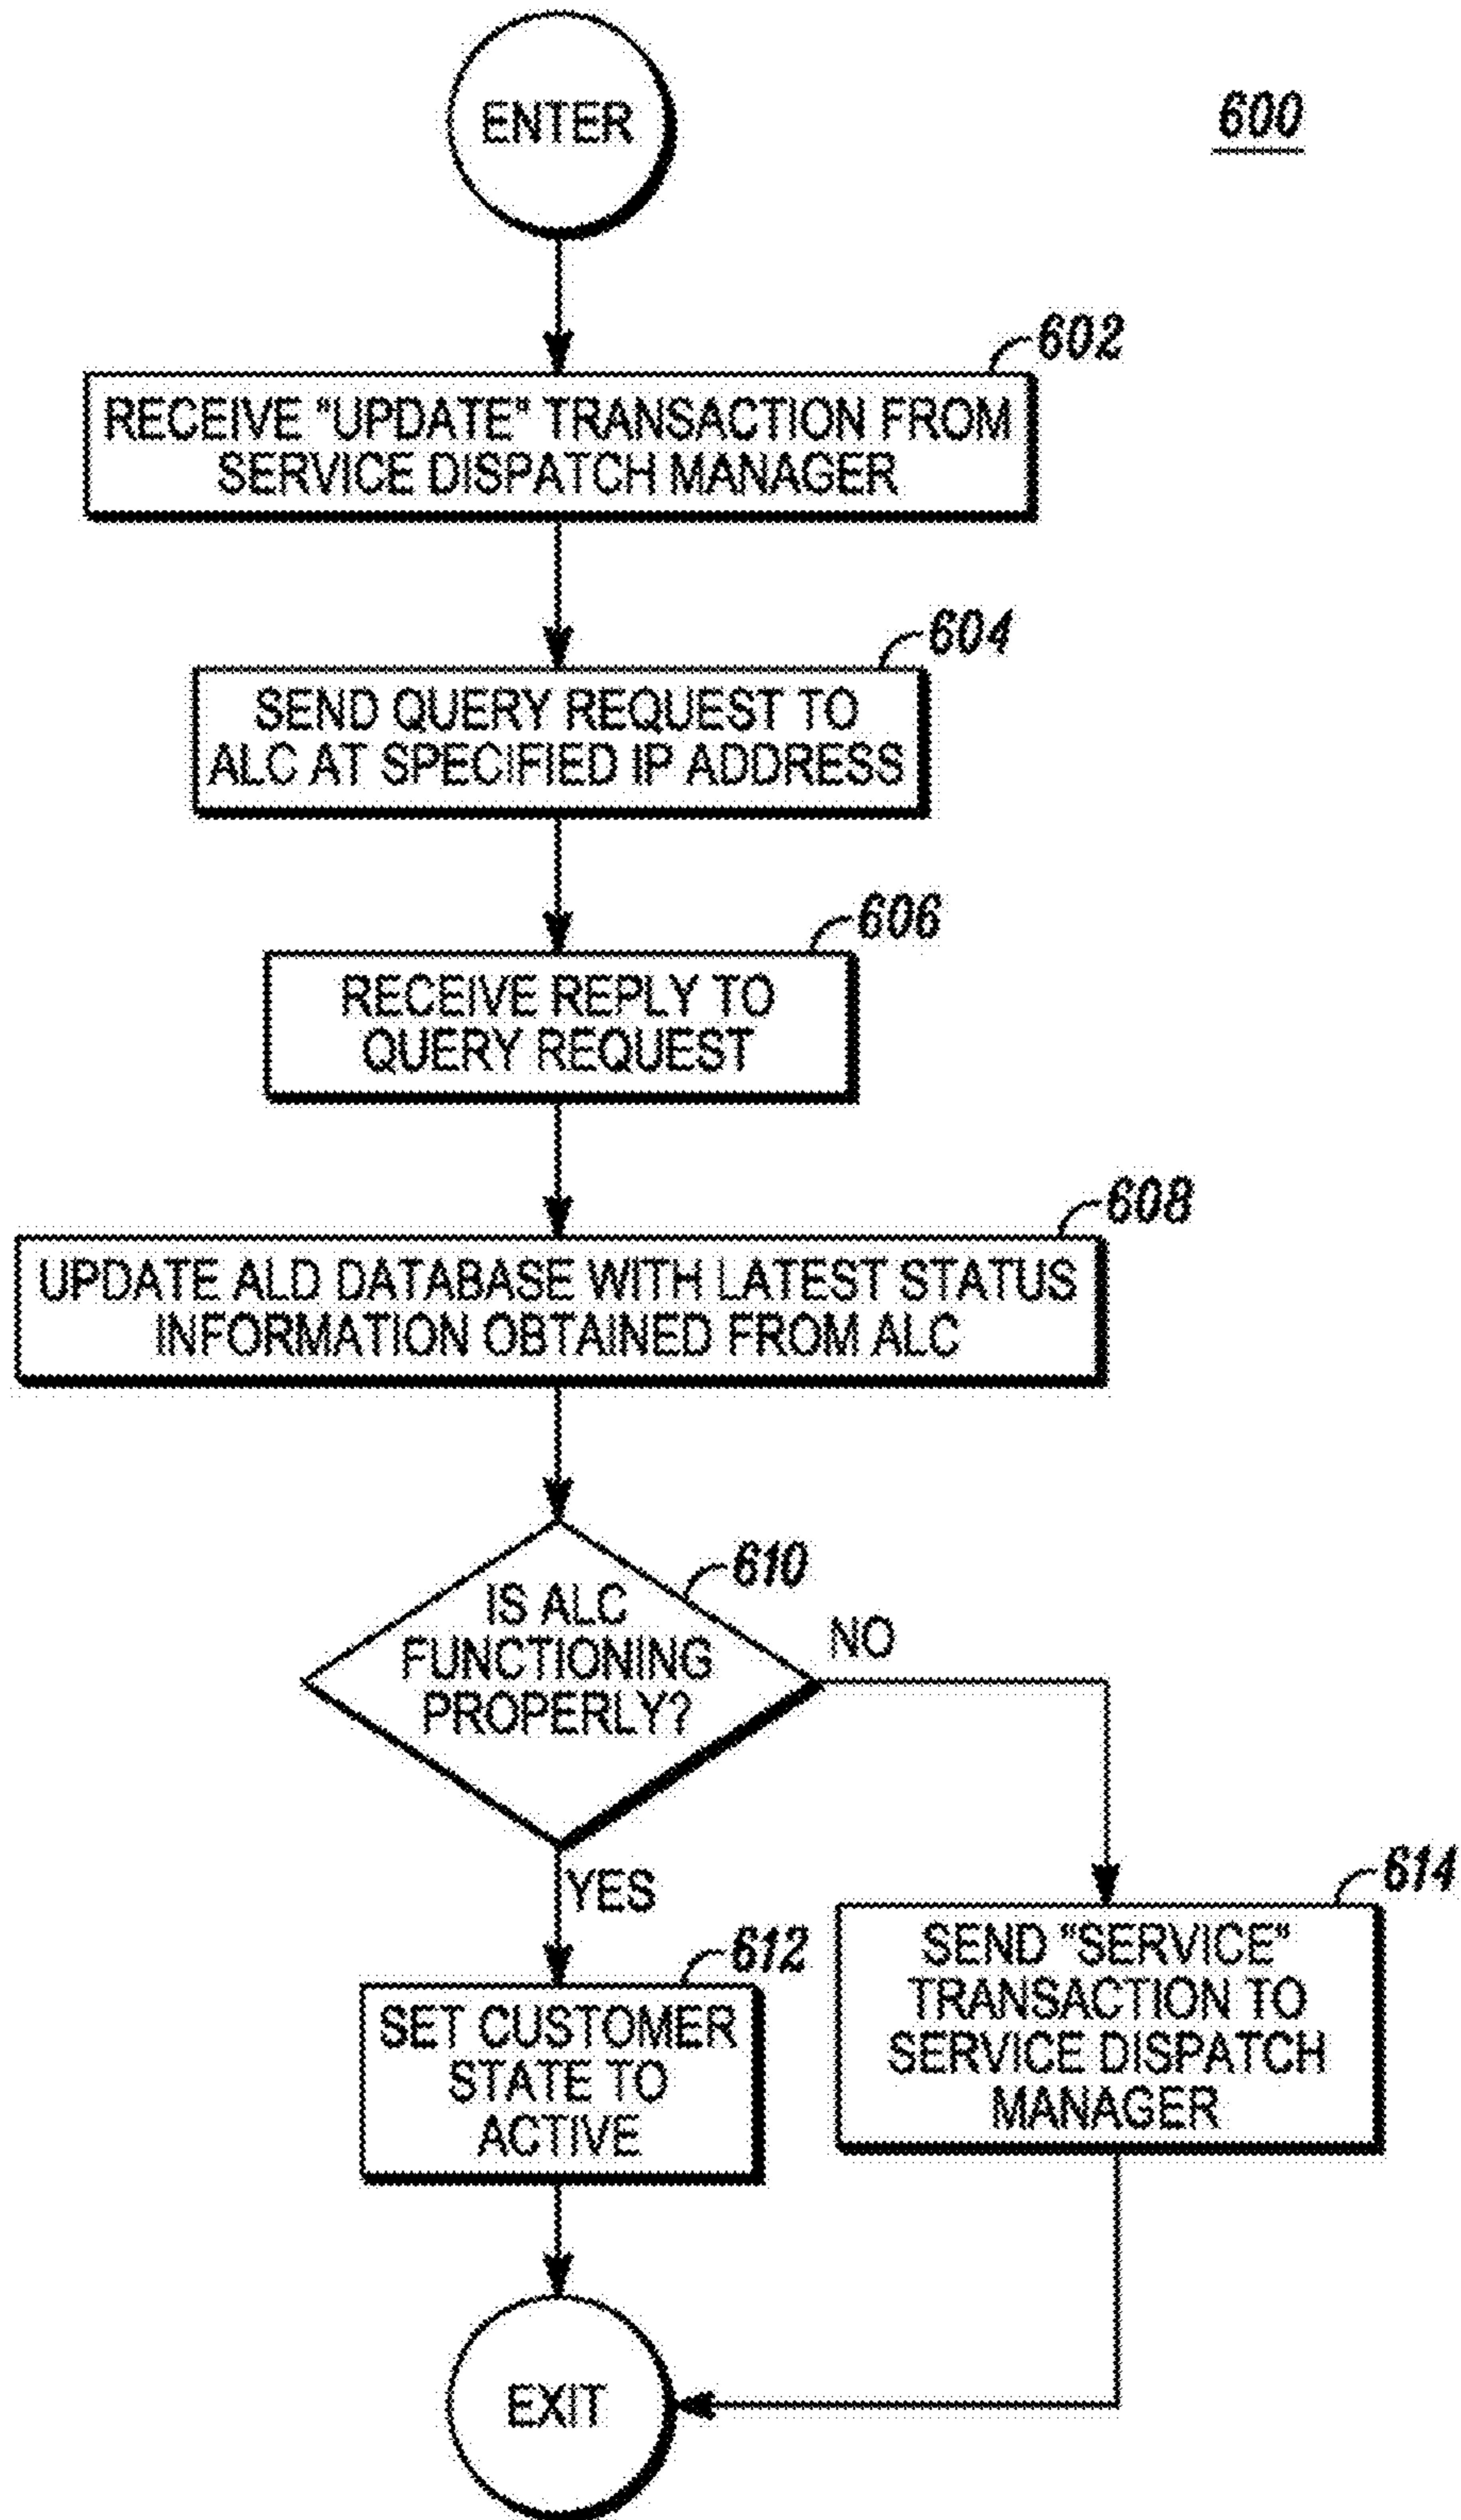 ENTER
600
602
RECEIVE "UPDATE" TRANSACTION FROM
SERVICE DISPATCH MANAGER
604
SEND QUERY REQUEST TO
ALC AT SPECIFIED IP ADDRESS
606
RECEIVE REPLY TO
QUERY REQUEST
608
UPDATE ALD DATABASE WITH LATEST STATUS
INFORMATION OBTAINED FROM ALC
610
IS ALC
FUNCTIONING
PROPERLY?
NO
YES
612
SET CUSTOMER
STATE TO
ACTIVE
614
SEND "SERVICE"
TRANSACTION TO
SERVICE DISPATCH
MANAGER
EXIT